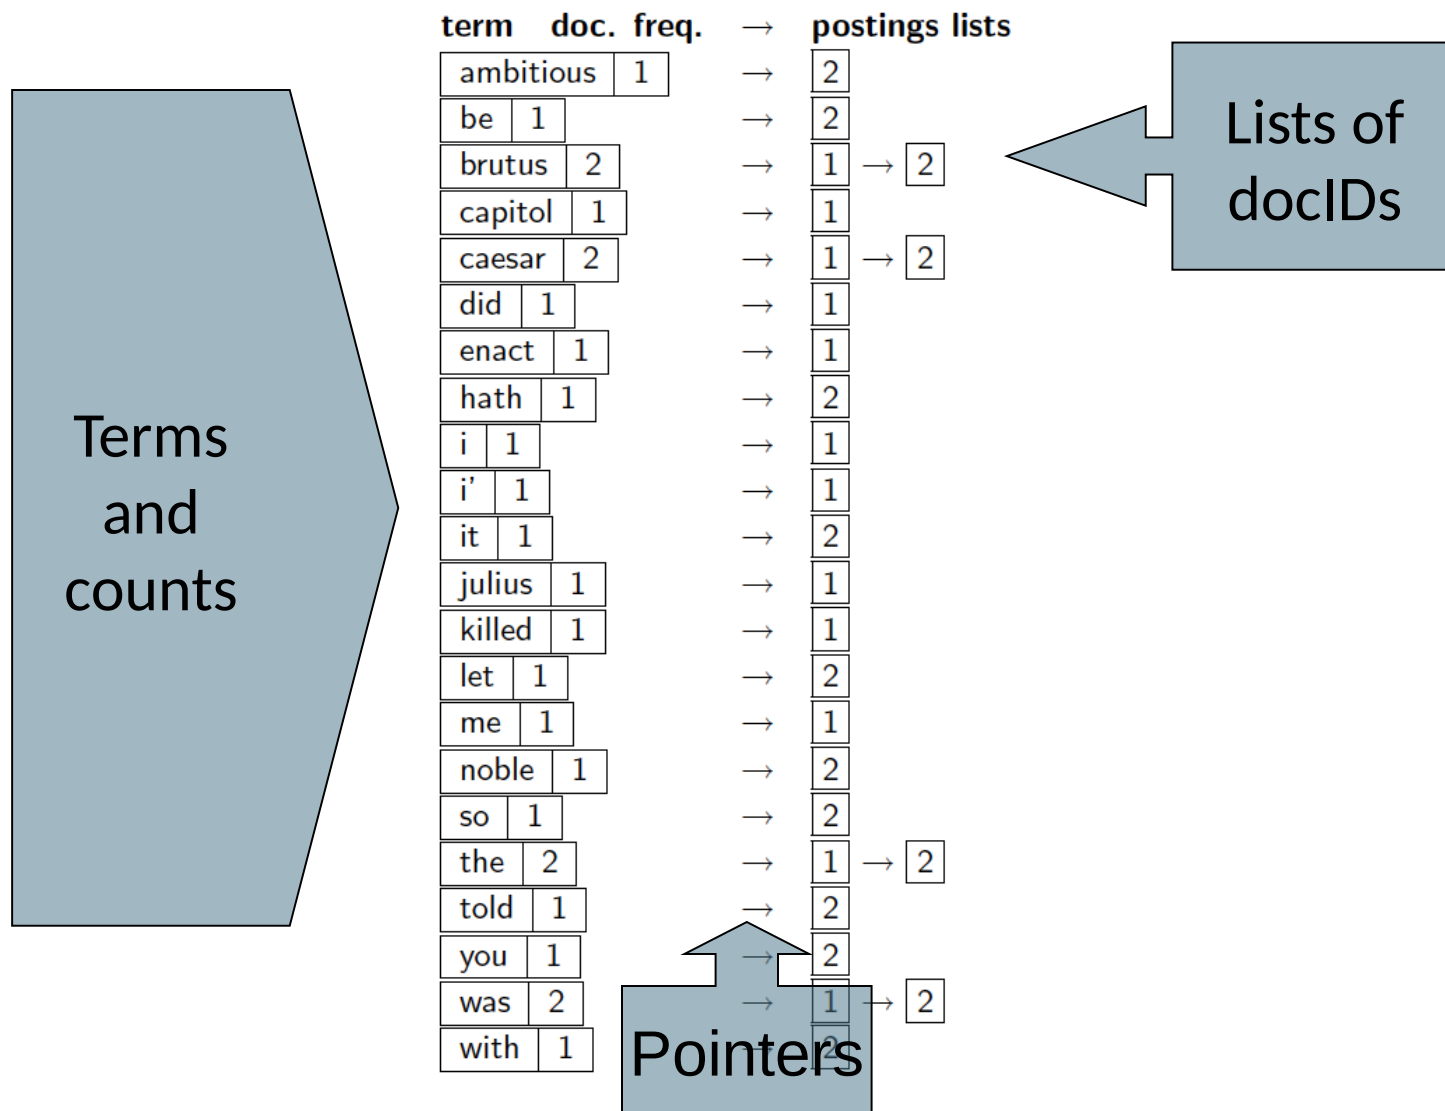 term doc. freq. → postings lists
ambitious 1 → 2
be 1 → 2
brutus 2 → 1 → 2
capitol 1 → 1
caesar 2 → 1 → 2
did 1 → 1
enact 1 → 1
hath 1 → 2
i 1 → 1
i' 1 → 1
it 1 → 2
julius 1 → 1
killed 1 → 1
let 1 → 2
me 1 → 1
noble 1 → 2
so 1 → 2
the 2 → 1 → 2
told 1 → 2
you 1 → 2
was 2 → 1 → 2
with 1 → 2
Terms
and
counts
Lists of
docIDs
Pointers